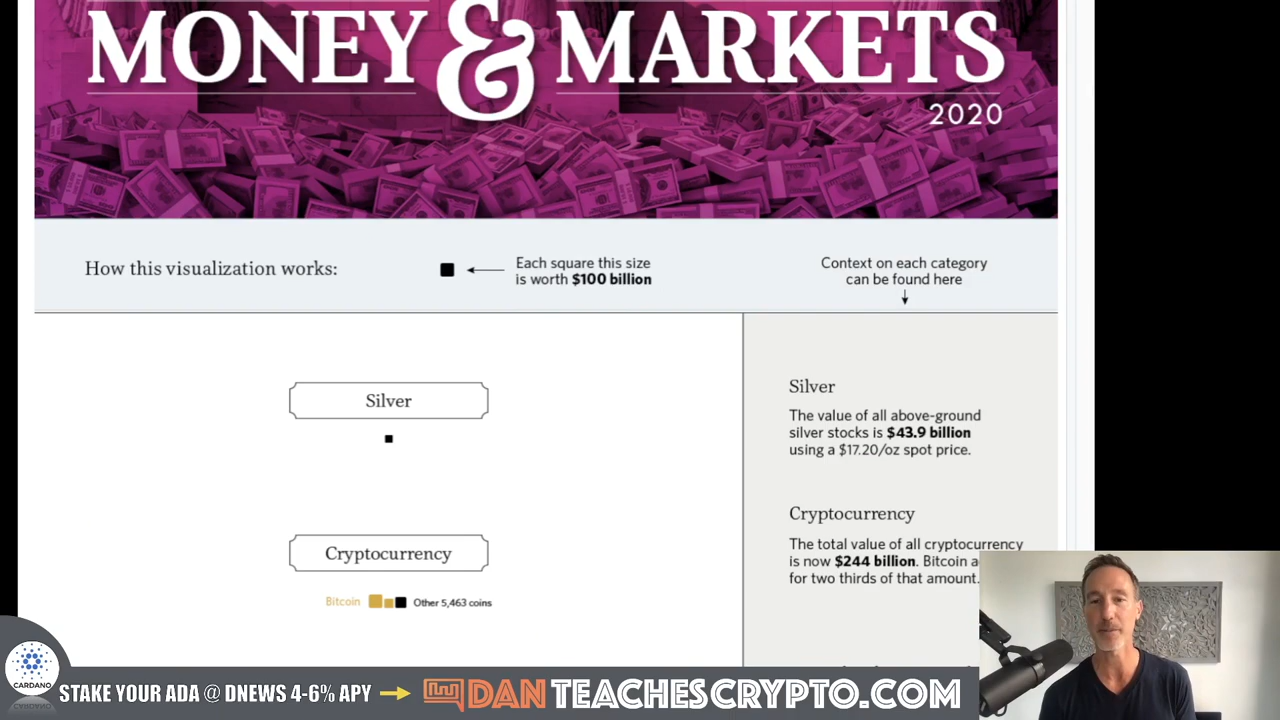 MONEY & MARKETS
2020
How this visualization works:
Each square this size
is worth $100 billion
Context on each category
can be found here
Silver
Silver
The value of all above-ground
silver stocks is $43.9 billion
using a $17.20/oz spot price.
Cryptocurrency
Bitcoin
Other 5,463 coins
Cryptocurrency
The total value of all cryptocurrency
is now $244 billion. Bitcoin a
for two thirds of that amount.
CARDANO
STAKE YOUR ADA @ DNEWS 4-6% APY
DANTEACHESCRYPTO.COM